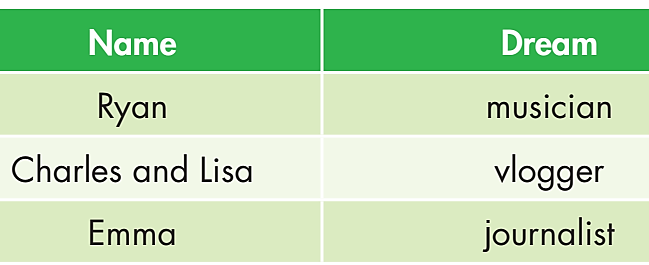 Name Dream
Ryan musician
Charles and Lisa vlogger
Emma journalist